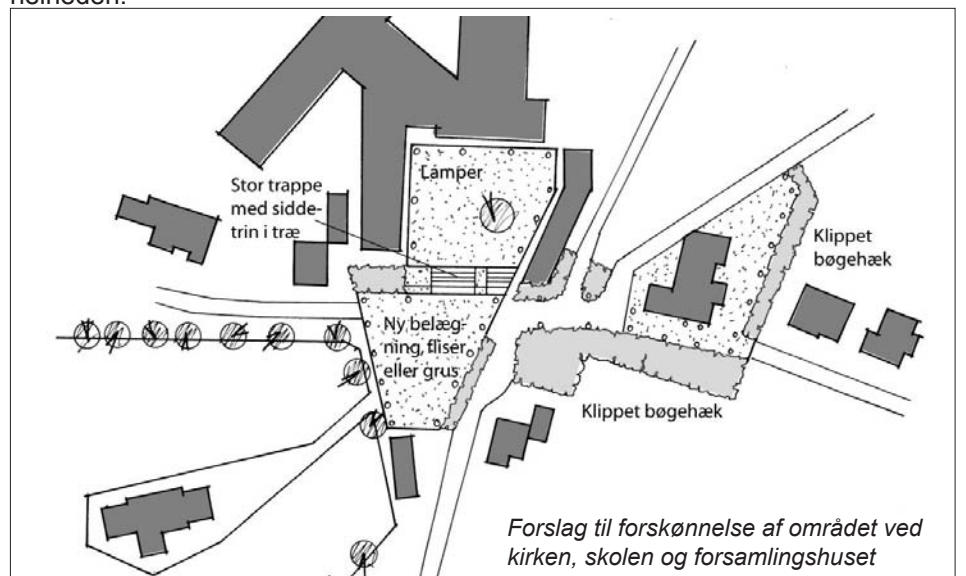 helheden.
Lamper
Stor trappe
med sidde-
trin i træ
Klippet
bøgehæk
Ny belæg-
ning, fliser
eller grus
Klippet bøgehæk
Forslag til forskønnelse af området ved
kirken, skolen og forsamlingshuset